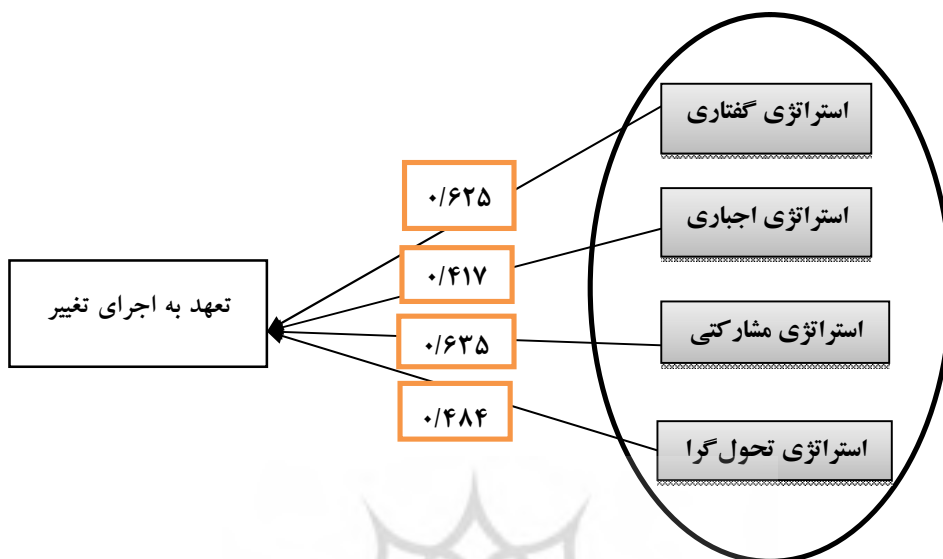 استراتژی گفتاری
۰/۶۲۵
استراتژی اجباری
۰/۴۱۷
تعهد به اجرای تغییر
استراتژی مشارکتی
۰/۶۳۵
۰/۴۸۴
استراتژی تحول‌گرا